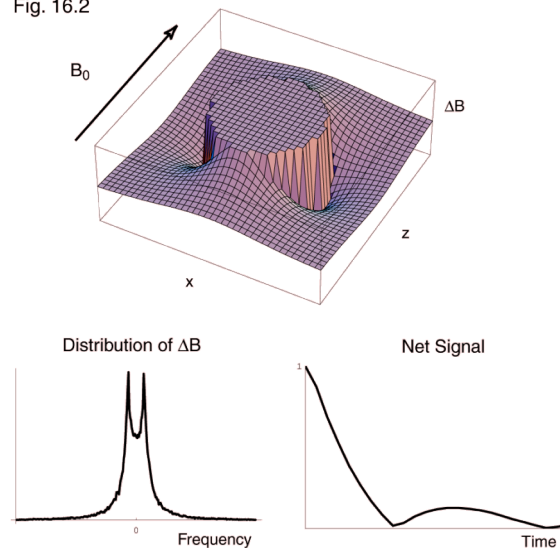 Fig. 16.2
B0
ΔB
z
x
Distribution of ΔB
Net Signal
1
0
Frequency
Time